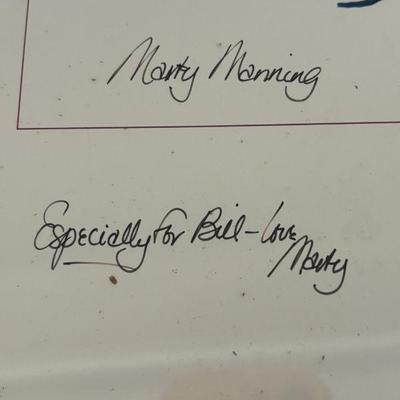 Marty Manning
Especially for Bill - Love,
Marty